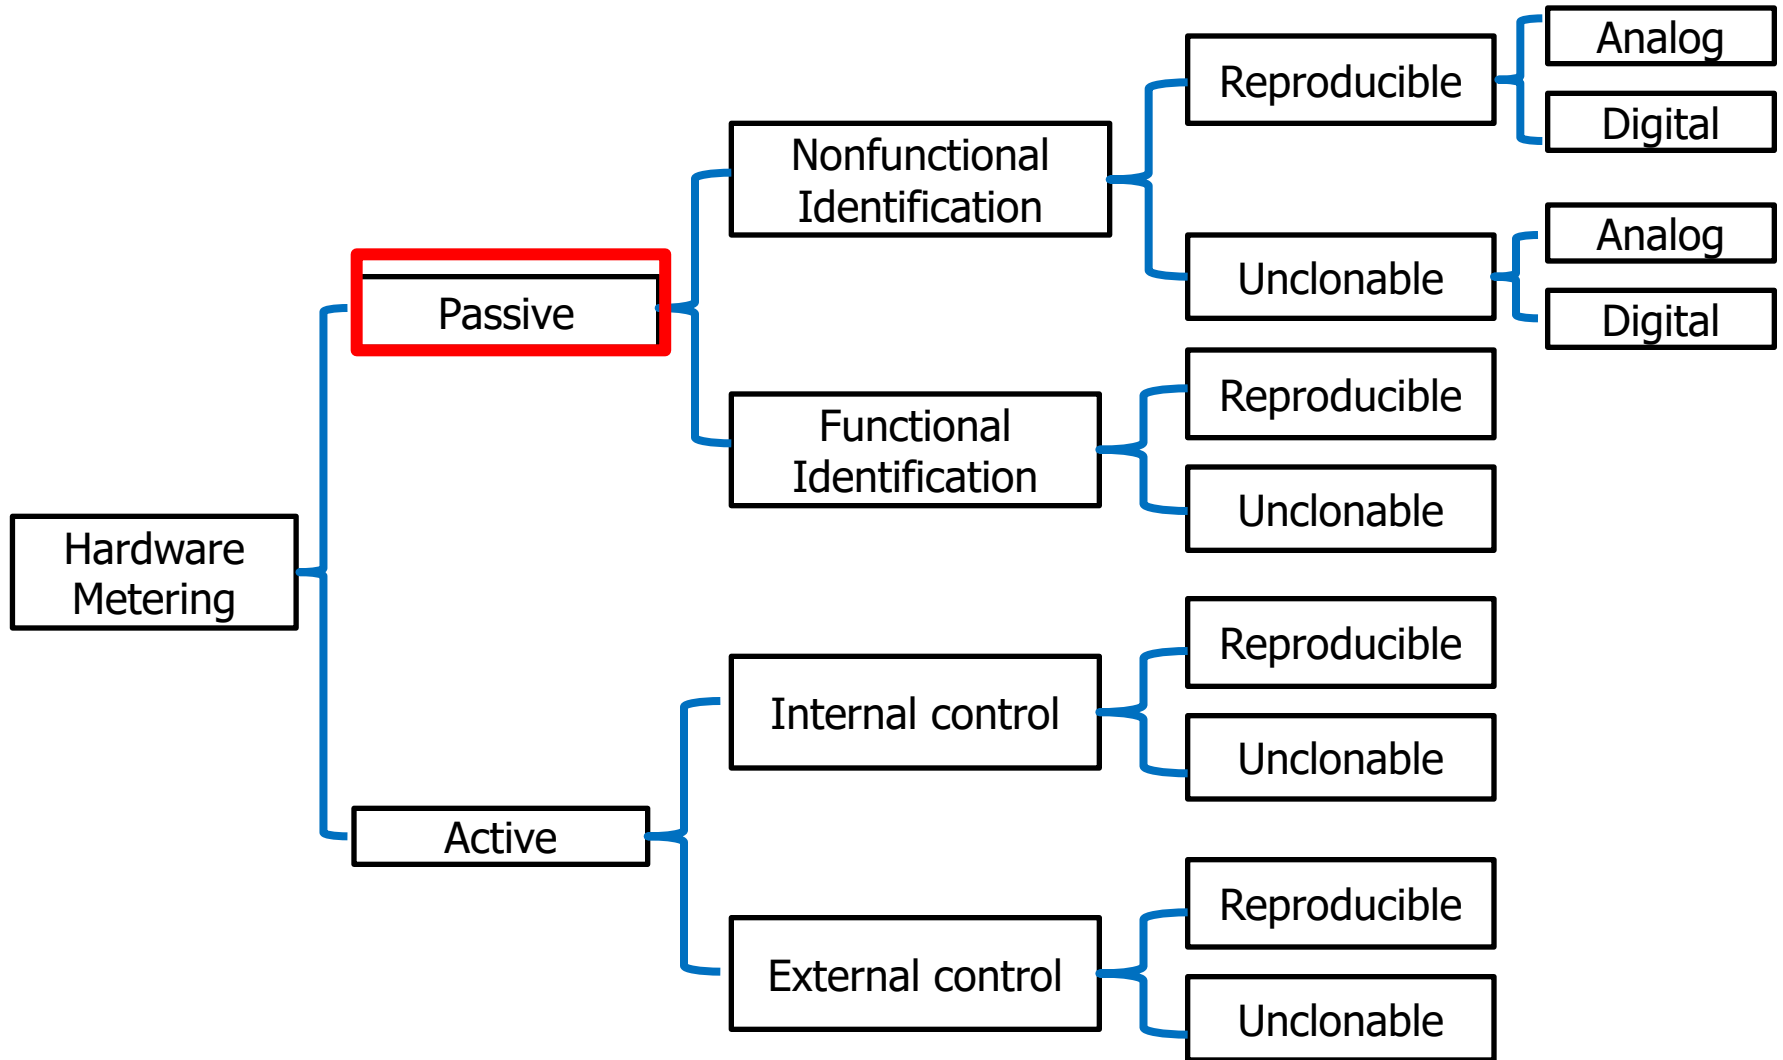 Hardware
Metering
Passive
Nonfunctional
Identification
Reproducible
Analog
Digital
Unclonable
Analog
Digital
Functional
Identification
Reproducible
Unclonable
Active
Internal control
Reproducible
Unclonable
External control
Reproducible
Unclonable